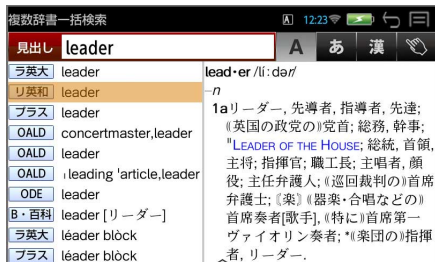 複数辞書一括検索 A 12:23
見出し leader A あ 漢
ラ英大 leader
リ英和 leader
プラス leader
OALD concertmaster,leader
OALD leader
OALD ˌleading 'article,leader
ODE leader
B・百科 leader [リーダー]
ラ英大 léader blòck
プラス léader blòck
lead・er /líːdər/
–n
1aリーダー, 先導者, 指導者, 先達;
《英国の政党の》党首; 総務, 幹事;
"LEADER OF THE HOUSE; 総統, 首領,
主将; 指揮官; 職工長; 主唱者, 顔
役; 主任弁護人; 《巡回裁判の》首席
弁護士; 〘楽〙《器楽・合唱などの》
首席奏者[歌手], 《特に》首席第一
ヴァイオリン奏者; *《楽団の》指揮
者, リーダー.